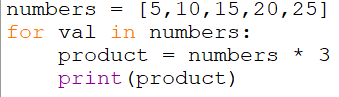 numbers = [5,10,15,20,25]
for val in numbers:
    product = numbers * 3
    print(product)